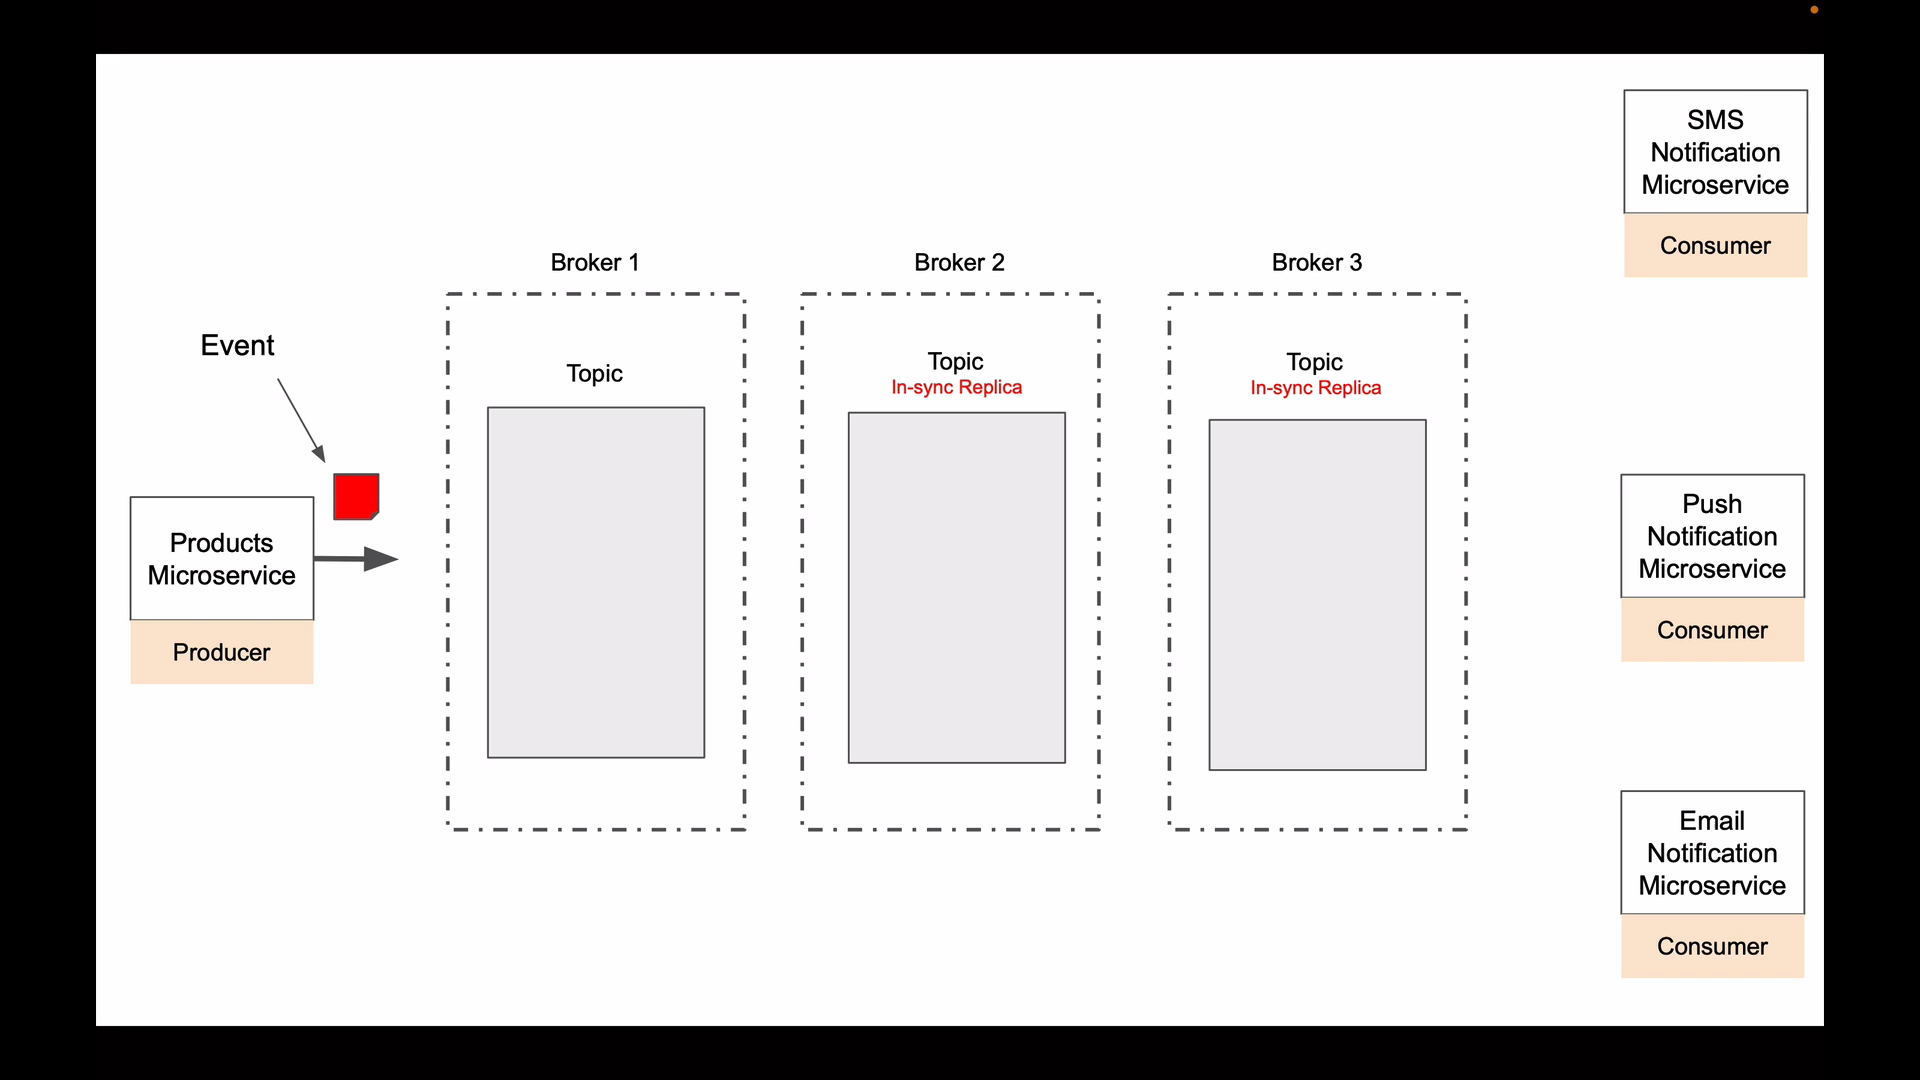 Event
Products
Microservice
Producer
Broker 1
Topic
Broker 2
Topic
In-sync Replica
Broker 3
Topic
In-sync Replica
SMS
Notification
Microservice
Consumer
Push
Notification
Microservice
Consumer
Email
Notification
Microservice
Consumer